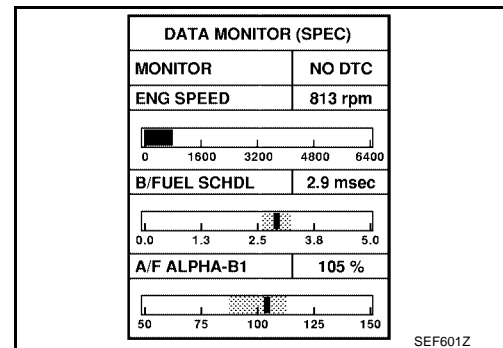 DATA MONITOR (SPEC)
MONITOR NO DTC
ENG SPEED 813 rpm
0 1600 3200 4800 6400
B/FUEL SCHDL 2.9 msec
0.0 1.3 2.5 3.8 5.0
A/F ALPHA-B1 105 %
50 75 100 125 150
SEF601Z